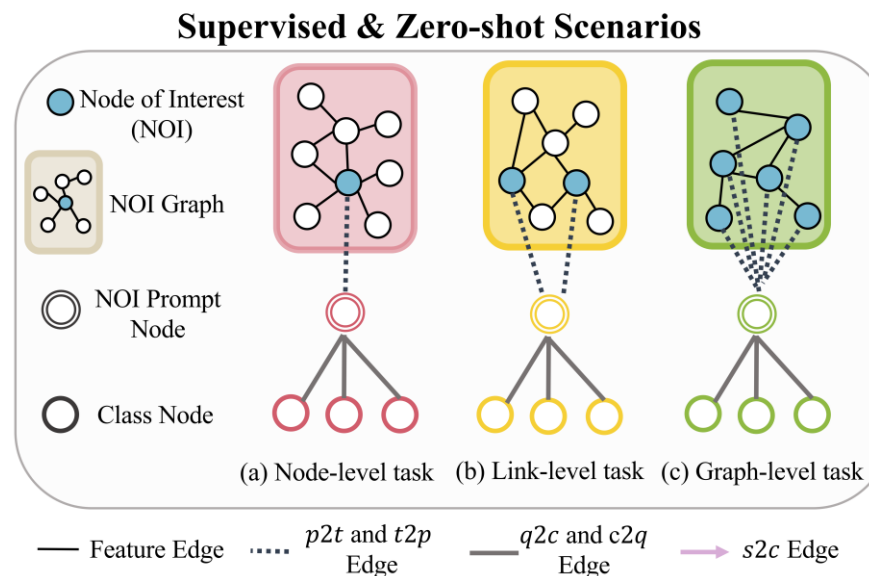 Supervised & Zero-shot Scenarios
Node of Interest
(NOI)
NOI Graph
NOI Prompt
Node
Class Node
(a) Node-level task
(b) Link-level task
(c) Graph-level task
Feature Edge
p2t and t2p
Edge
q2c and c2q
Edge
s2c Edge